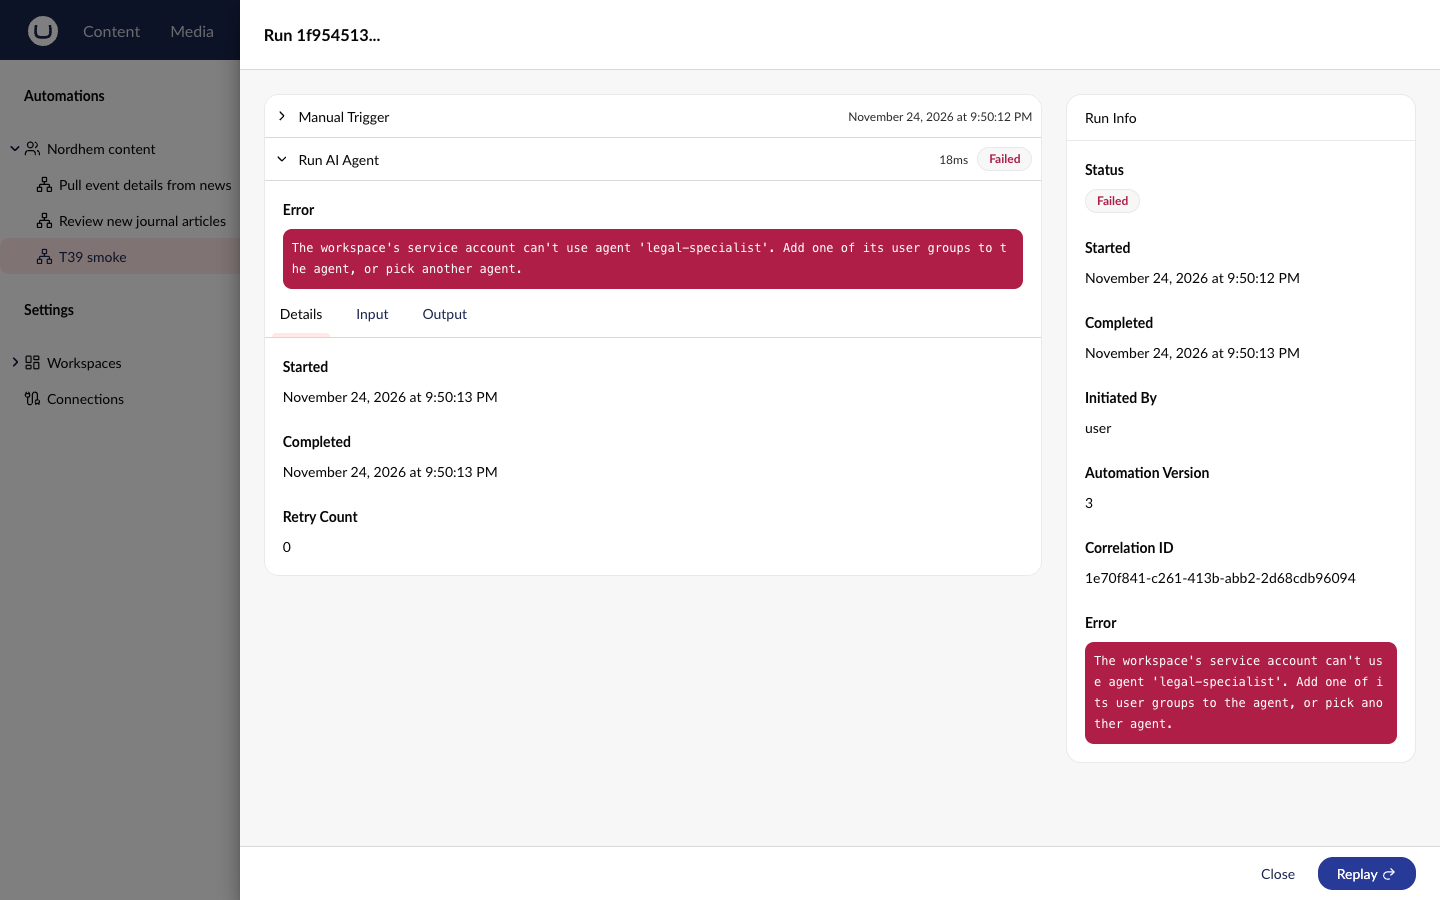 Content
Media
Run 1f954513...
Automations
Nordhem content
Pull event details from news
Review new journal articles
T39 smoke
Settings
Workspaces
Connections
Manual Trigger
November 24, 2026 at 9:50:12 PM
Run AI Agent
18ms
Failed
Error
The workspace's service account can't use agent 'legal-specialist'. Add one of its user groups to t
he agent, or pick another agent.
Details
Input
Output
Started
November 24, 2026 at 9:50:13 PM
Completed
November 24, 2026 at 9:50:13 PM
Retry Count
0
Run Info
Status
Failed
Started
November 24, 2026 at 9:50:12 PM
Completed
November 24, 2026 at 9:50:13 PM
Initiated By
user
Automation Version
3
Correlation ID
1e70f841-c261-413b-abb2-2d68cdb96094
Error
The workspace's service account can't us
e agent 'legal-specialist'. Add one of i
ts user groups to the agent, or pick ano
ther agent.
Close
Replay